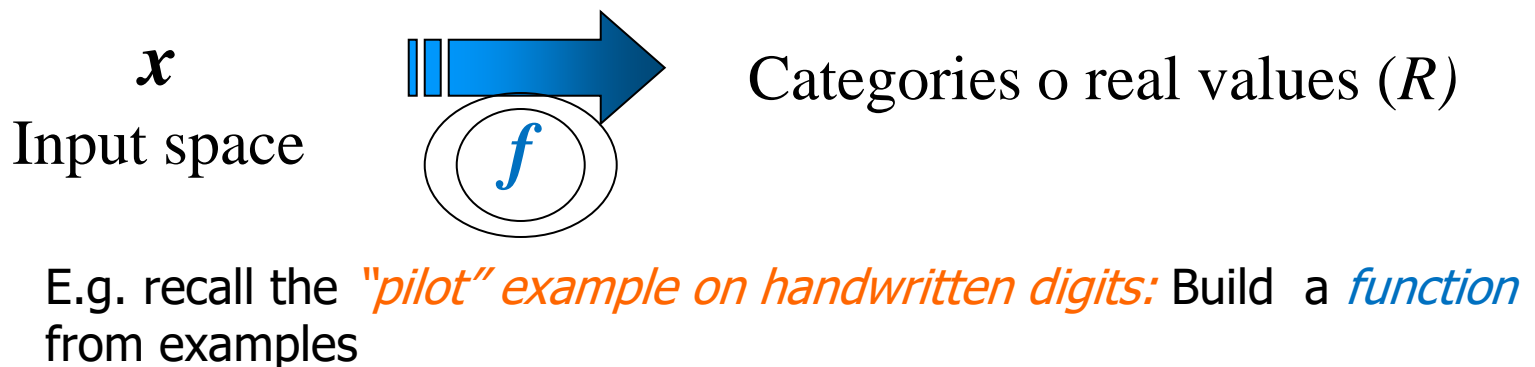 x
Input space
f
Categories o real values (R)
E.g. recall the “pilot” example on handwritten digits: Build a function
from examples